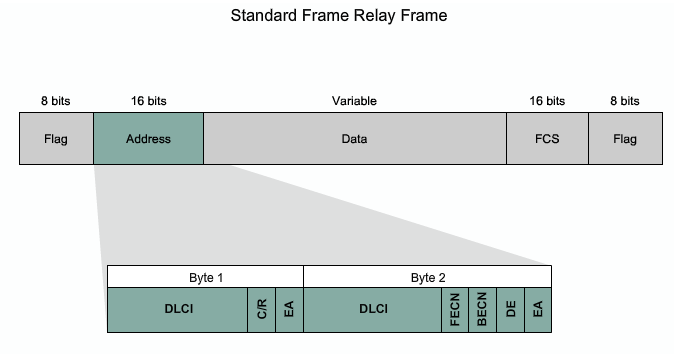 Standard Frame Relay Frame
8 bits 16 bits Variable 16 bits 8 bits
Flag Address Data FCS Flag
Byte 1 Byte 2
DLCI C/R EA DLCI FECN BECN DE EA